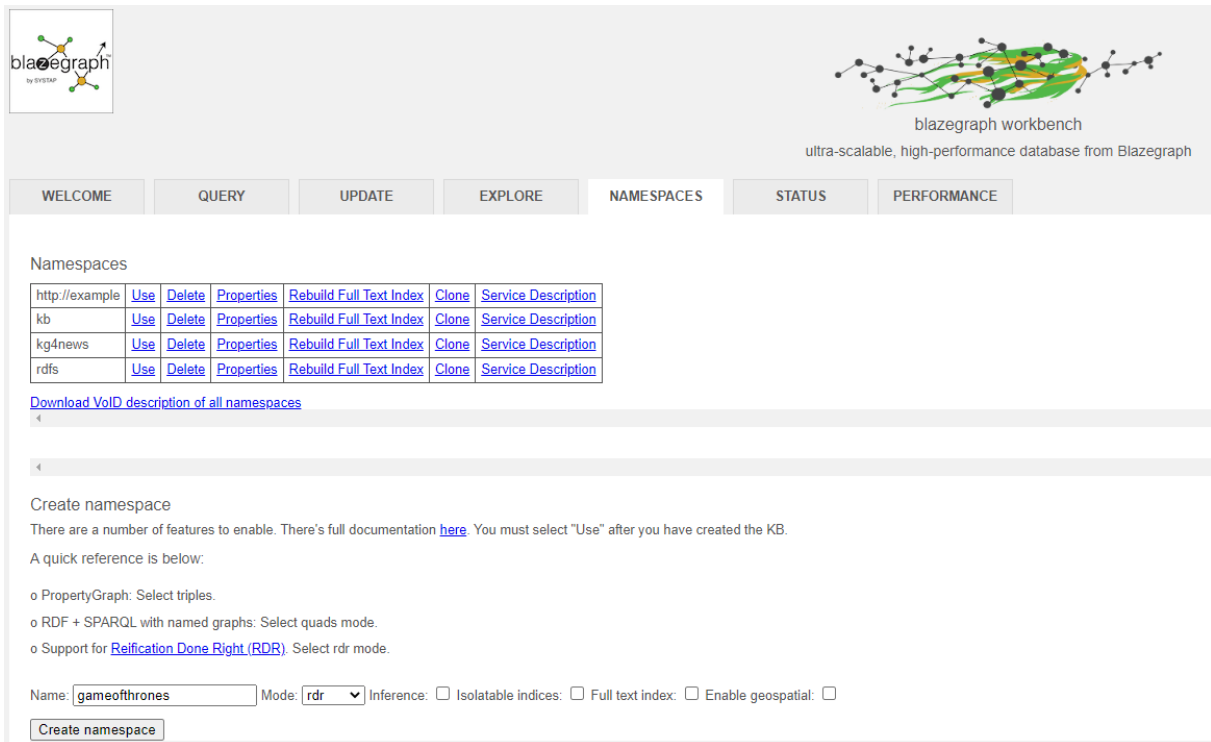 blazegraph™
by SYSTAP
blazegraph workbench
ultra-scalable, high-performance database from Blazegraph
WELCOME QUERY UPDATE EXPLORE NAMESPACES STATUS PERFORMANCE
Namespaces
http://example Use Delete Properties Rebuild Full Text Index Clone Service Description
kb Use Delete Properties Rebuild Full Text Index Clone Service Description
kg4news Use Delete Properties Rebuild Full Text Index Clone Service Description
rdfs Use Delete Properties Rebuild Full Text Index Clone Service Description
Download VoID description of all namespaces
Create namespace
There are a number of features to enable. There's full documentation here. You must select "Use" after you have created the KB.
A quick reference is below:
o PropertyGraph: Select triples.
o RDF + SPARQL with named graphs: Select quads mode.
o Support for Reification Done Right (RDR). Select rdr mode.
Name: gameofthrones Mode: rdr Inference: Isolatable indices: Full text index: Enable geospatial:
Create namespace